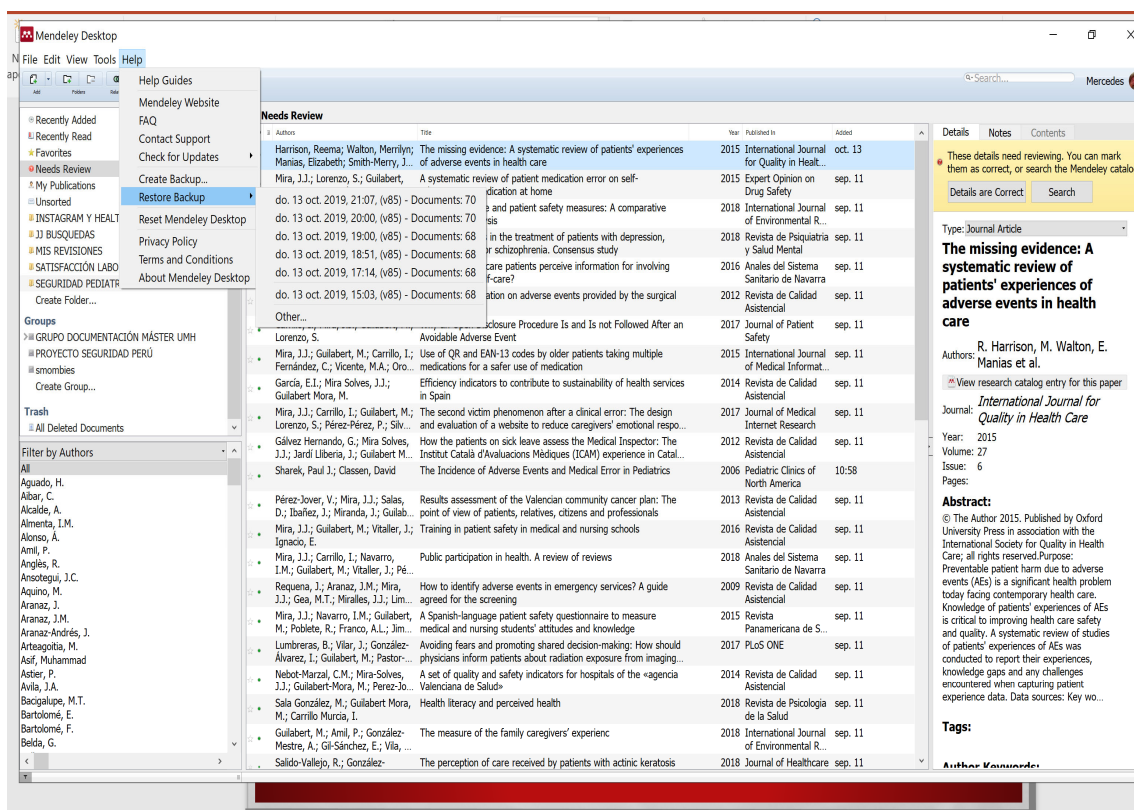 Mendeley Desktop
File Edit View Tools Help
Add
Folders
Search...
Mercedes
Help Guides
Mendeley Website
FAQ
Contact Support
Check for Updates
Create Backup...
Restore Backup
Reset Mendeley Desktop
Privacy Policy
Terms and Conditions
About Mendeley Desktop
do. 13 oct. 2019, 21:07, (v85) - Documents: 70
do. 13 oct. 2019, 20:00, (v85) - Documents: 70
do. 13 oct. 2019, 19:00, (v85) - Documents: 68
do. 13 oct. 2019, 18:51, (v85) - Documents: 68
do. 13 oct. 2019, 17:14, (v85) - Documents: 68
do. 13 oct. 2019, 15:03, (v85) - Documents: 68
Other...
Recently Added
Recently Read
Favorites
Needs Review
My Publications
Unsorted
INSTAGRAM Y HEALT
JJ BUSQUEDAS
MIS REVISIONES
SATISFACCIÓN LABO
SEGURIDAD PEDIATR
Create Folder...
Groups
GRUPO DOCUMENTACIÓN MÁSTER UMH
PROYECTO SEGURIDAD PERÚ
smombies
Create Group...
Trash
All Deleted Documents
Filter by Authors
All
Aguado, H.
Aibar, C.
Alcalde, A.
Almenta, I.M.
Alonso, Á.
Amil, P.
Anglès, R.
Ansotegui, J.C.
Aquino, M.
Aranaz, J.
Aranaz, J.M.
Aranaz-Andrés, J.
Arteagoitia, M.
Asif, Muhammad
Astier, P.
Avila, J.A.
Bacigalupe, M.T.
Bartolomé, E.
Bartolomé, F.
Belda, G.
Needs Review
Authors Title Year Published In Added
Harrison, Reema; Walton, Merrilyn; The missing evidence: A systematic review of patients' experiences 2015 International Journal oct. 13
Manias, Elizabeth; Smith-Merry, J... of adverse events in health care for Quality in Healt...
Mira, J.J.; Lorenzo, S.; Guilabert, A systematic review of patient medication error on self- 2015 Expert Opinion on sep. 11
dication at home Drug Safety
e and patient safety measures: A comparative 2018 International Journal sep. 11
of Environmental R...
in the treatment of patients with depression, 2018 Revista de Psiquiatria sep. 11
or schizophrenia. Consensus study y Salud Mental
care patients perceive information for involving 2016 Anales del Sistema sep. 11
lf-care? Sanitario de Navarra
ation on adverse events provided by the surgical 2012 Revista de Calidad sep. 11
Asistencial
sclosure Procedure Is and Is not Followed After an 2017 Journal of Patient sep. 11
Lorenzo, S. Avoidable Adverse Event Safety
Mira, J.J.; Guilabert, M.; Carrillo, I.; Use of QR and EAN-13 codes by older patients taking multiple 2015 International Journal sep. 11
Fernández, C.; Vicente, M.A.; Oro... medications for a safer use of medication of Medical Informat...
García, E.I.; Mira Solves, J.J.; Efficiency indicators to contribute to sustainability of health services 2014 Revista de Calidad sep. 11
Guilabert Mora, M. in Spain Asistencial
Mira, J.J.; Carrillo, I.; Guilabert, M.; The second victim phenomenon after a clinical error: The design 2017 Journal of Medical sep. 11
Lorenzo, S.; Pérez-Pérez, P.; Silv... and evaluation of a website to reduce caregivers' emotional respo... Internet Research
Gálvez Hernando, G.; Mira Solves, How the patients on sick leave assess the Medical Inspector: The 2012 Revista de Calidad sep. 11
J.J.; Jardí Lliberia, J.; Guilabert M... Institut Català d'Avaluacions Mèdiques (ICAM) experience in Catal... Asistencial
Sharek, Paul J.; Classen, David The Incidence of Adverse Events and Medical Error in Pediatrics 2006 Pediatric Clinics of 10:58
North America
Pérez-Jover, V.; Mira, J.J.; Salas, Results assessment of the Valencian community cancer plan: The 2013 Revista de Calidad sep. 11
D.; Ibañez, J.; Miranda, J.; Guilab... point of view of patients, relatives, citizens and professionals Asistencial
Mira, J.J.; Guilabert, M.; Vitaller, J.; Training in patient safety in medical and nursing schools 2016 Revista de Calidad sep. 11
Ignacio, E. Asistencial
Mira, J.J.; Carrillo, I.; Navarro, Public participation in health. A review of reviews 2018 Anales del Sistema sep. 11
I.M.; Guilabert, M.; Vitaller, J.; Pé... Sanitario de Navarra
Requena, J.; Aranaz, J.M.; Mira, How to identify adverse events in emergency services? A guide 2009 Revista de Calidad sep. 11
J.J.; Gea, M.T.; Miralles, J.J.; Lim... agreed for the screening Asistencial
Mira, J.J.; Navarro, I.M.; Guilabert, A Spanish-language patient safety questionnaire to measure 2015 Revista sep. 11
M.; Poblete, R.; Franco, A.L.; Jim... medical and nursing students' attitudes and knowledge Panamericana de S...
Lumbreras, B.; Vilar, J.; González- Avoiding fears and promoting shared decision-making: How should 2017 PLoS ONE sep. 11
Álvarez, I.; Guilabert, M.; Pastor-... physicians inform patients about radiation exposure from imaging...
Nebot-Marzal, C.M.; Mira-Solves, A set of quality and safety indicators for hospitals of the «agencia 2014 Revista de Calidad sep. 11
J.J.; Guilabert-Mora, M.; Perez-Jo... Valenciana de Salud» Asistencial
Sala González, M.; Guilabert Mora, Health literacy and perceived health 2018 Revista de Psicologia sep. 11
M.; Carrillo Murcia, I. de la Salud
Guilabert, M.; Amil, P.; González- The measure of the family caregivers' experienc 2018 International Journal sep. 11
Mestre, A.; Gil-Sánchez, E.; Vila, ... of Environmental R...
Salido-Vallejo, R.; González- The perception of care received by patients with actinic keratosis 2018 Journal of Healthcare sep. 11
Details Notes Contents
These details need reviewing. You can mark
them as correct, or search the Mendeley catalo
Details are Correct Search
Type: Journal Article
The missing evidence: A
systematic review of
patients' experiences of
adverse events in health
care
Authors: R. Harrison, M. Walton, E.
Manias et al.
View research catalog entry for this paper
Journal: International Journal for
Quality in Health Care
Year: 2015
Volume: 27
Issue: 6
Pages:
Abstract:
© The Author 2015. Published by Oxford
University Press in association with the
International Society for Quality in Health
Care; all rights reserved.Purpose:
Preventable patient harm due to adverse
events (AEs) is a significant health problem
today facing contemporary health care.
Knowledge of patients' experiences of AEs
is critical to improving health care safety
and quality. A systematic review of studies
of patients' experiences of AEs was
conducted to report their experiences,
knowledge gaps and any challenges
encountered when capturing patient
experience data. Data sources: Key wo...
Tags:
Author Keywords: